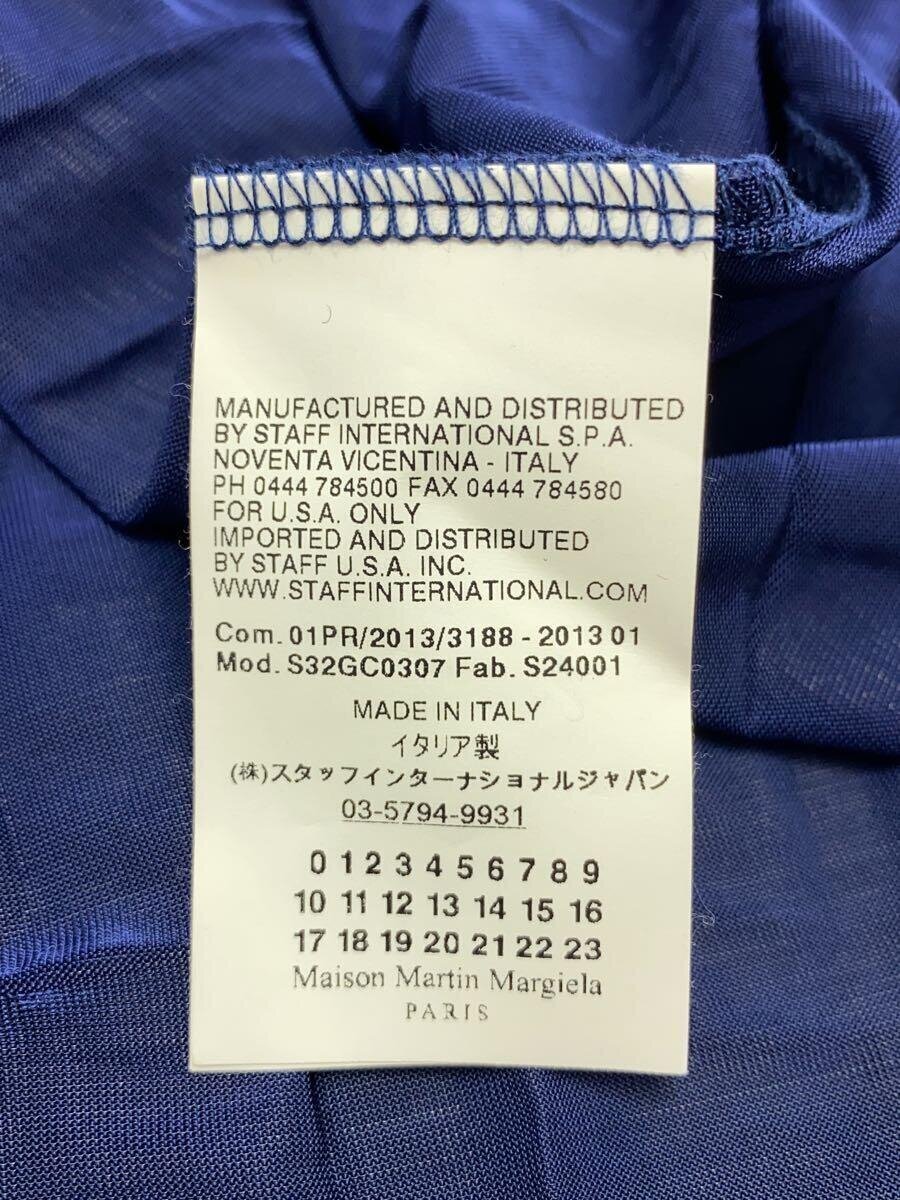 MANUFACTURED AND DISTRIBUTED
BY STAFF INTERNATIONAL S.P.A.
NOVENTA VICENTINA - ITALY
PH 0444 784500 FAX 0444 784580
FOR U.S.A. ONLY
IMPORTED AND DISTRIBUTED
BY STAFF U.S.A. INC.
WWW.STAFFINTERNATIONAL.COM
Com. 01PR/2013/3188 - 2013 01
Mod. S32GC0307 Fab. S24001
MADE IN ITALY
イタリア製
(株)スタッフインターナショナルジャパン
03-5794-9931
0 1 2 3 4 5 6 7 8 9
10 11 12 13 14 15 16
17 18 19 20 21 22 23
Maison Martin Margiela
PARIS